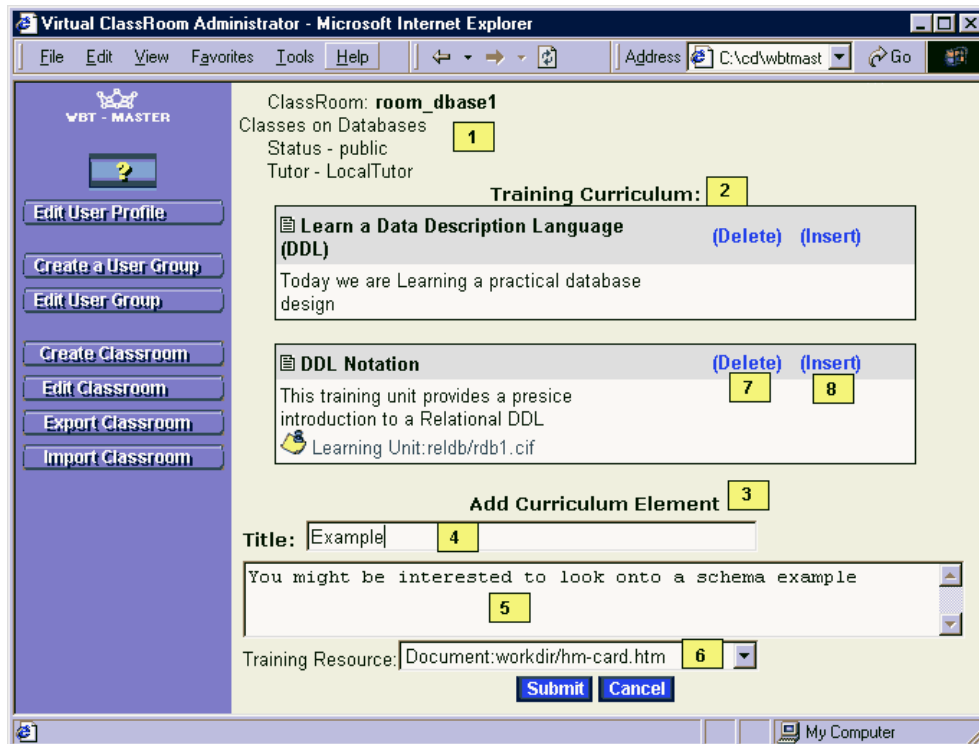 Virtual ClassRoom Administrator - Microsoft Internet Explorer
File Edit View Favorites Tools Help Address C:\cd\wbtmast Go
WBT - MASTER
?
Edit User Profile
Create a User Group
Edit User Group
Create Classroom
Edit Classroom
Export Classroom
Import Classroom
ClassRoom: room_dbase1
Classes on Databases
1
Status - public
Tutor - LocalTutor
Training Curriculum: 2
Learn a Data Description Language
(DDL)
(Delete) (Insert)
Today we are Learning a practical database
design
DDL Notation (Delete) (Insert)
7 8
This training unit provides a presice
introduction to a Relational DDL
Learning Unit:reldb/rdb1.cif
Add Curriculum Element 3
Title: Example 4
You might be interested to look onto a schema example
5
Training Resource: Document:workdir/hm-card.htm 6
Submit Cancel
My Computer